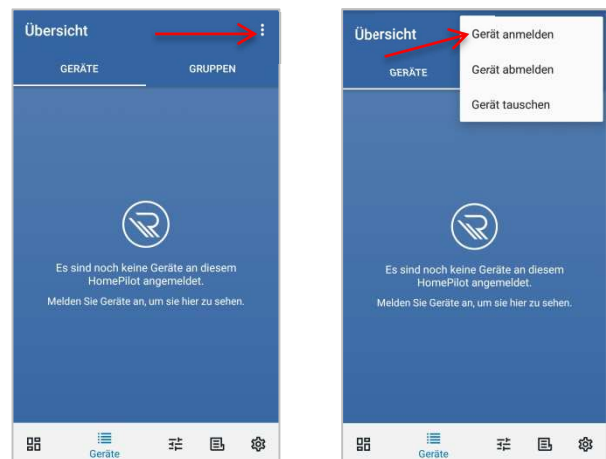 Übersicht
GERÄTE GRUPPEN
Es sind noch keine Geräte an diesem
HomePilot angemeldet.
Melden Sie Geräte an, um sie hier zu sehen.
Geräte
Übersicht
GERÄTE
Gerät anmelden
Gerät abmelden
Gerät tauschen
Es sind noch keine Geräte an diesem
HomePilot angemeldet.
Melden Sie Geräte an, um sie hier zu sehen.
Geräte